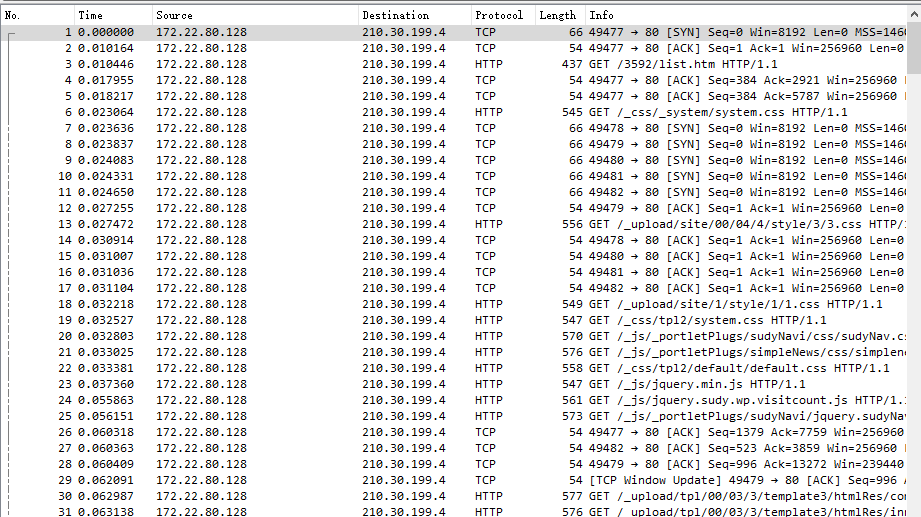 No. Time Source Destination Protocol Length Info
1 0.000000 172.22.80.128 210.30.199.4 TCP 66 49477 → 80 [SYN] Seq=0 Win=8192 Len=0 MSS=1460
2 0.010164 172.22.80.128 210.30.199.4 TCP 54 49477 → 80 [ACK] Seq=1 Ack=1 Win=256960 Len=0
3 0.010446 172.22.80.128 210.30.199.4 HTTP 437 GET /3592/list.htm HTTP/1.1
4 0.017955 172.22.80.128 210.30.199.4 TCP 54 49477 → 80 [ACK] Seq=384 Ack=2921 Win=256960
5 0.018217 172.22.80.128 210.30.199.4 TCP 54 49477 → 80 [ACK] Seq=384 Ack=5787 Win=256960
6 0.023064 172.22.80.128 210.30.199.4 HTTP 545 GET /_css/_system/system.css HTTP/1.1
7 0.023636 172.22.80.128 210.30.199.4 TCP 66 49478 → 80 [SYN] Seq=0 Win=8192 Len=0 MSS=1460
8 0.023837 172.22.80.128 210.30.199.4 TCP 66 49479 → 80 [SYN] Seq=0 Win=8192 Len=0 MSS=1460
9 0.024083 172.22.80.128 210.30.199.4 TCP 66 49480 → 80 [SYN] Seq=0 Win=8192 Len=0 MSS=1460
10 0.024331 172.22.80.128 210.30.199.4 TCP 66 49481 → 80 [SYN] Seq=0 Win=8192 Len=0 MSS=1460
11 0.024650 172.22.80.128 210.30.199.4 TCP 66 49482 → 80 [SYN] Seq=0 Win=8192 Len=0 MSS=1460
12 0.027255 172.22.80.128 210.30.199.4 TCP 54 49479 → 80 [ACK] Seq=1 Ack=1 Win=256960 Len=0
13 0.027472 172.22.80.128 210.30.199.4 HTTP 556 GET /_upload/site/00/04/4/style/3/3.css HTTP/1
14 0.030914 172.22.80.128 210.30.199.4 TCP 54 49478 → 80 [ACK] Seq=1 Ack=1 Win=256960 Len=0
15 0.031007 172.22.80.128 210.30.199.4 TCP 54 49480 → 80 [ACK] Seq=1 Ack=1 Win=256960 Len=0
16 0.031036 172.22.80.128 210.30.199.4 TCP 54 49481 → 80 [ACK] Seq=1 Ack=1 Win=256960 Len=0
17 0.031104 172.22.80.128 210.30.199.4 TCP 54 49482 → 80 [ACK] Seq=1 Ack=1 Win=256960 Len=0
18 0.032218 172.22.80.128 210.30.199.4 HTTP 549 GET /_upload/site/1/style/1/1.css HTTP/1.1
19 0.032527 172.22.80.128 210.30.199.4 HTTP 547 GET /_css/tpl2/system.css HTTP/1.1
20 0.032803 172.22.80.128 210.30.199.4 HTTP 570 GET /_js/_portletPlugs/sudyNavi/css/sudyNav.cs
21 0.033025 172.22.80.128 210.30.199.4 HTTP 576 GET /_js/_portletPlugs/simpleNews/css/simplene
22 0.033381 172.22.80.128 210.30.199.4 HTTP 558 GET /_css/tpl2/default/default.css HTTP/1.1
23 0.037360 172.22.80.128 210.30.199.4 HTTP 547 GET /_js/jquery.min.js HTTP/1.1
24 0.055863 172.22.80.128 210.30.199.4 HTTP 561 GET /_js/jquery.sudy.wp.visitcount.js HTTP/1.1
25 0.056151 172.22.80.128 210.30.199.4 HTTP 573 GET /_js/_portletPlugs/sudyNavi/jquery.sudyNav
26 0.060318 172.22.80.128 210.30.199.4 TCP 54 49477 → 80 [ACK] Seq=1379 Ack=7759 Win=256960
27 0.060363 172.22.80.128 210.30.199.4 TCP 54 49482 → 80 [ACK] Seq=523 Ack=3859 Win=256960
28 0.060409 172.22.80.128 210.30.199.4 TCP 54 49479 → 80 [ACK] Seq=996 Ack=13272 Win=239440
29 0.062091 172.22.80.128 210.30.199.4 TCP 54 [TCP Window Update] 49479 → 80 [ACK] Seq=996 A
30 0.062987 172.22.80.128 210.30.199.4 HTTP 577 GET /_upload/tpl/00/03/3/template3/htmlRes/con
31 0.063138 172.22.80.128 210.30.199.4 HTTP 576 GET /_upload/tpl/00/03/3/template3/htmlRes/inn